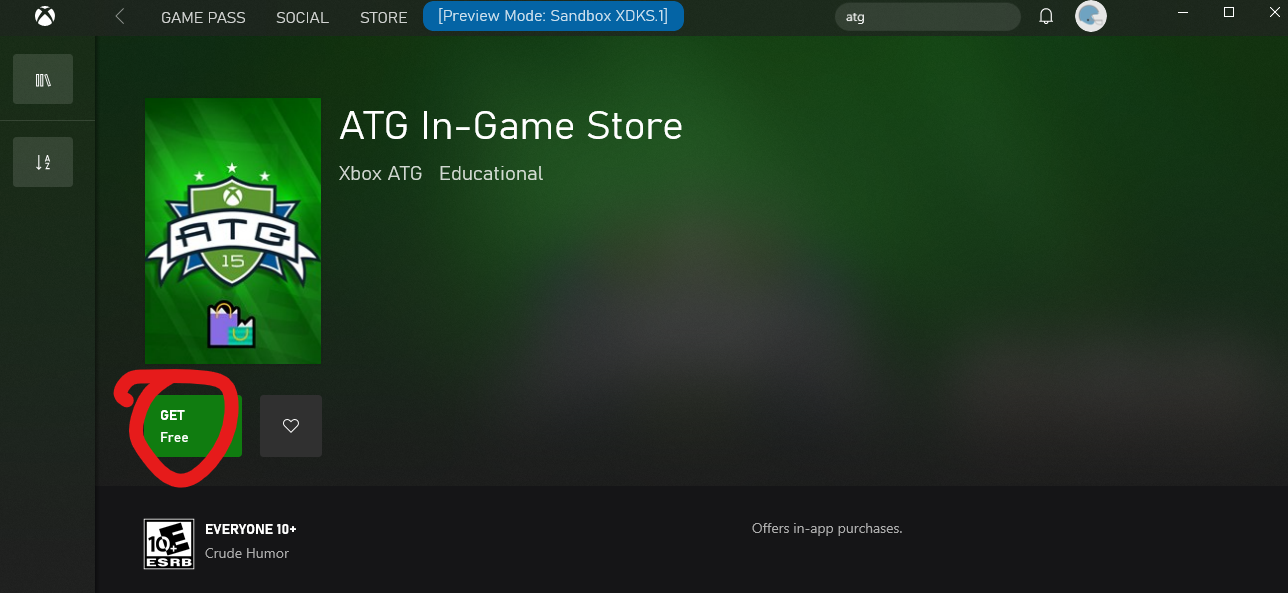 GAME PASS SOCIAL STORE [Preview Mode: Sandbox XDKS.1] atg
A
Z
ATG In-Game Store
Xbox ATG Educational
ATG
15
GET
Free
EVERYONE 10+
Crude Humor
E
10+
ESRB
Offers in-app purchases.